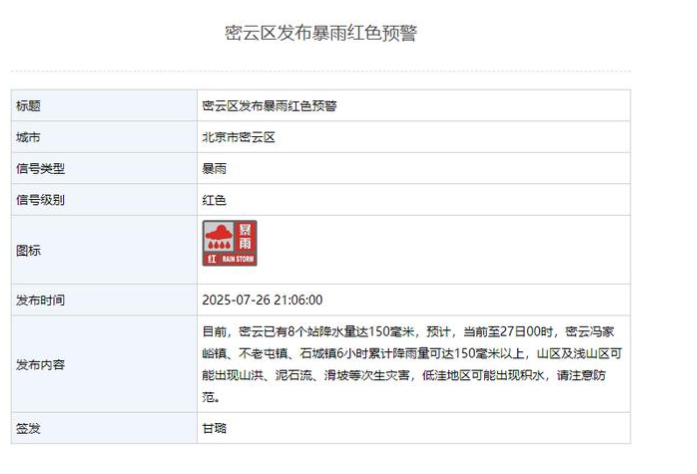 密云区发布暴雨红色预警
标题 密云区发布暴雨红色预警
城市 北京市密云区
信号类型 暴雨
信号级别 红色
图标 暴雨 红 RAIN STORM
发布时间 2025-07-26 21:06:00
发布内容 目前，密云已有8个站降水量达150毫米，预计，当前至27日00时，密云冯家
峪镇、不老屯镇、石城镇6小时累计降雨量可达150毫米以上，山区及浅山区可
能出现山洪、泥石流、滑坡等次生灾害，低洼地区可能出现积水，请注意防
范。
签发 甘璐